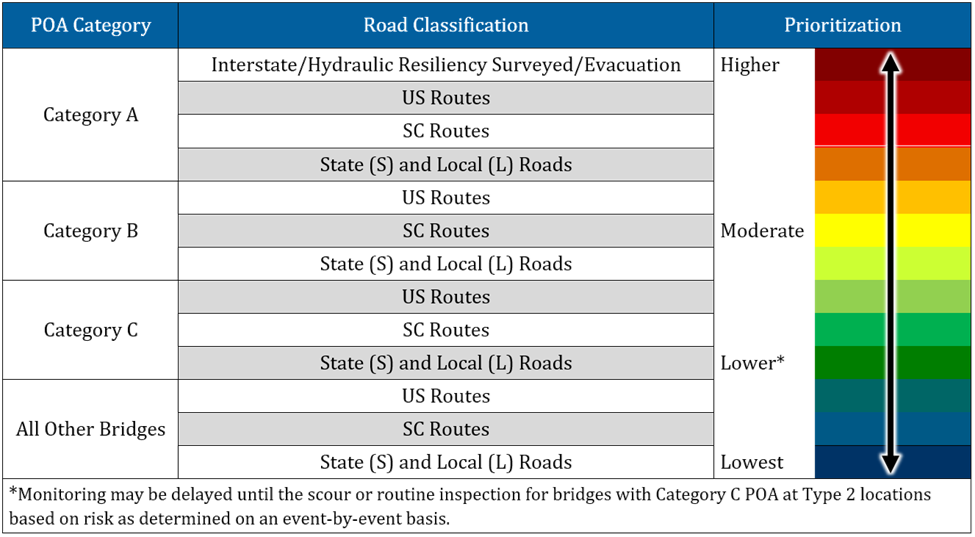 POA Category Road Classification Prioritization
Category A
Interstate/Hydraulic Resiliency Surveyed/Evacuation Higher
US Routes
SC Routes
State (S) and Local (L) Roads
Category B
US Routes
SC Routes Moderate
State (S) and Local (L) Roads
Category C
US Routes
SC Routes
State (S) and Local (L) Roads Lower*
All Other Bridges
US Routes
SC Routes
State (S) and Local (L) Roads Lowest
*Monitoring may be delayed until the scour or routine inspection for bridges with Category C POA at Type 2 locations
based on risk as determined on an event-by-event basis.